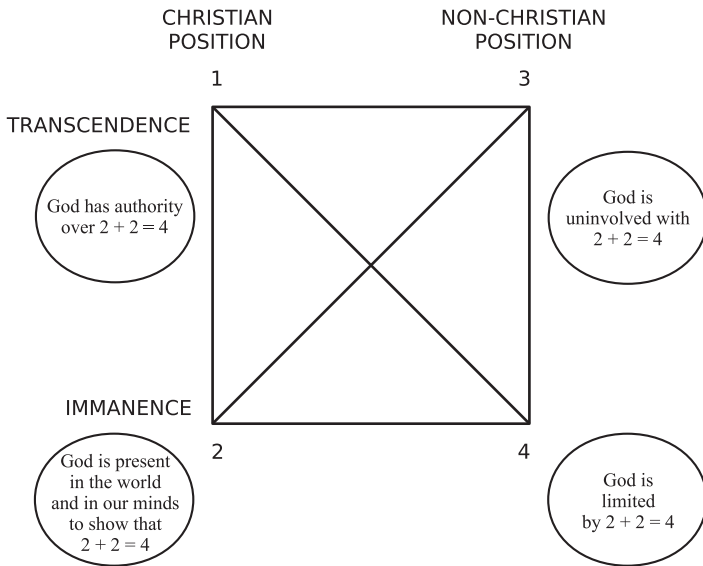 CHRISTIAN
POSITION
NON-CHRISTIAN
POSITION
1
3
TRANSCENDENCE
God has authority
over 2 + 2 = 4
God is
uninvolved with
2 + 2 = 4
IMMANENCE
2
4
God is present
in the world
and in our minds
to show that
2 + 2 = 4
God is
limited
by 2 + 2 = 4